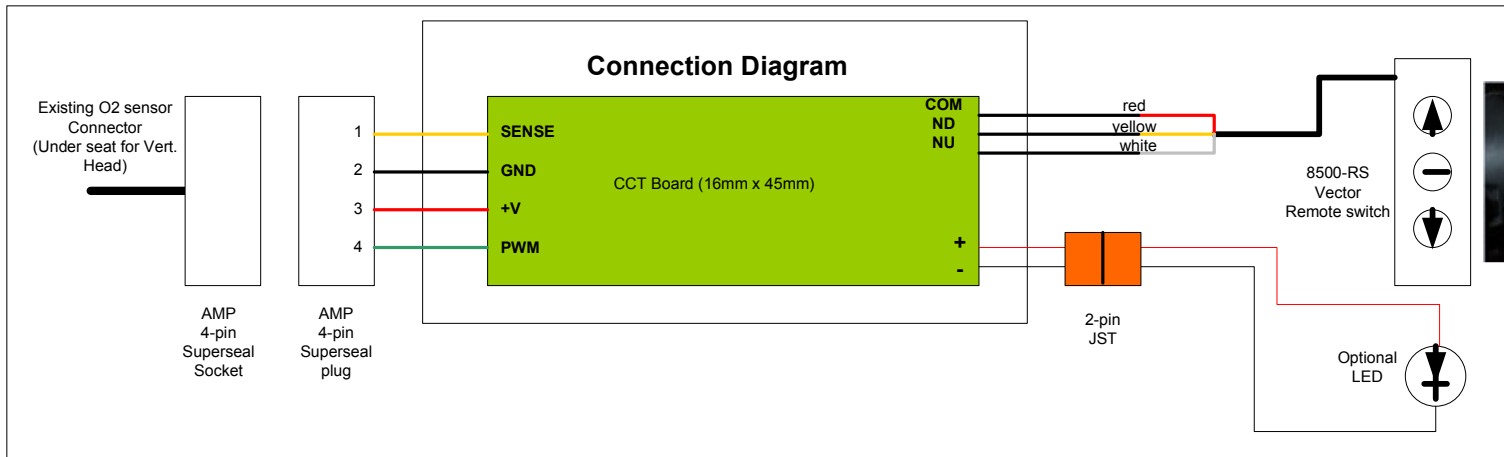 Connection Diagram
Existing O2 sensor
Connector
(Under seat for Vert.
Head)
AMP
4-pin
Superseal
Socket
1
2
3
4
AMP
4-pin
Superseal
plug
SENSE
GND
+V
PWM
CCT Board (16mm x 45mm)
COM
ND
NU
+
-
red
yellow
white
2-pin
JST
8500-RS
Vector
Remote switch
Optional
LED